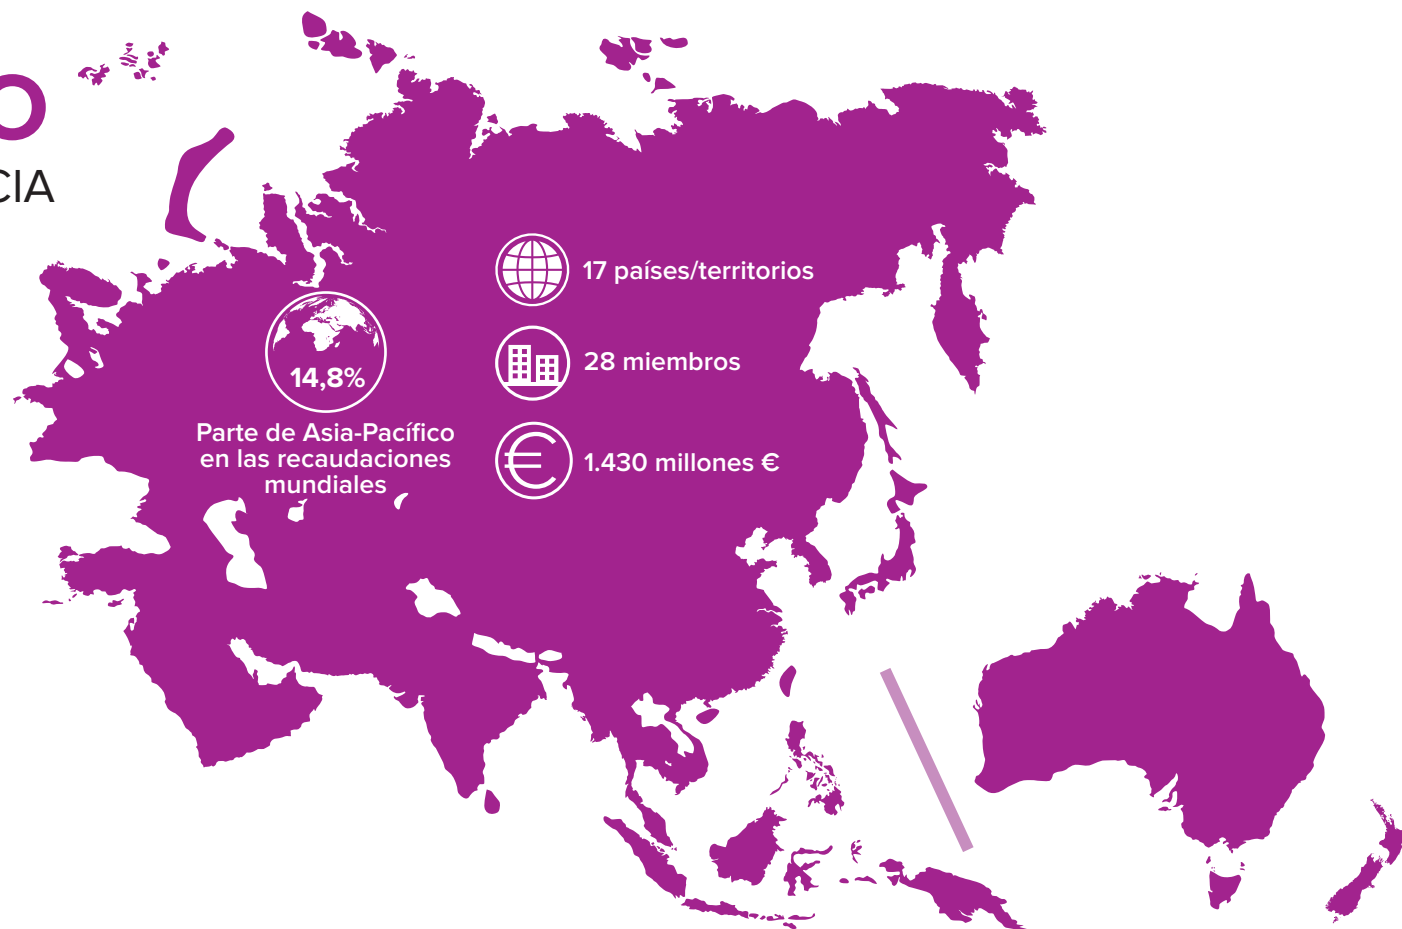 O
CIA
17 países/territorios
28 miembros
14,8%
Parte de Asia-Pacífico
en las recaudaciones
mundiales
1.430 millones €